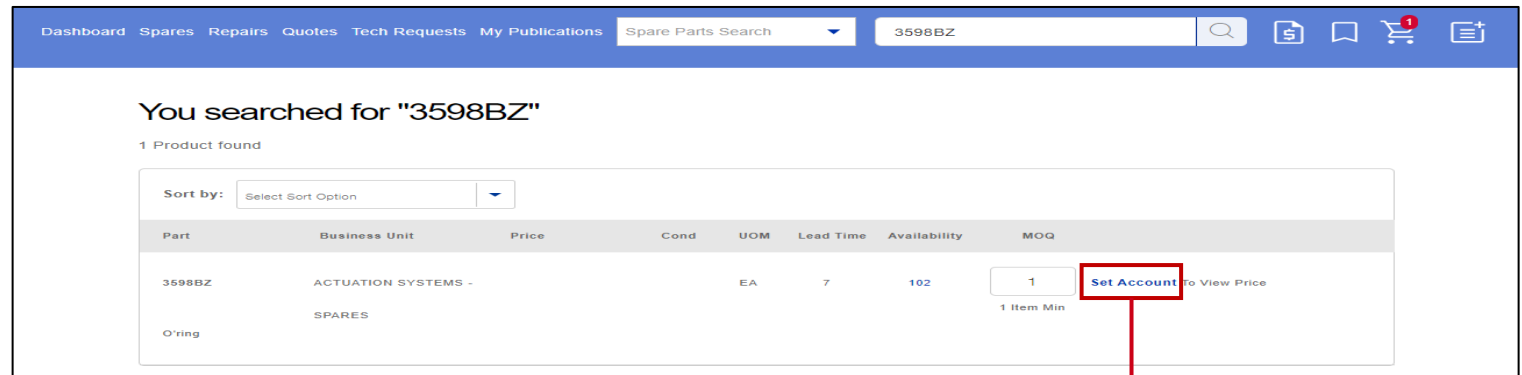 Dashboard Spares Repairs Quotes Tech Requests My Publications Spare Parts Search 3598BZ 1
You searched for "3598BZ"
1 Product found
Sort by: Select Sort Option
Part Business Unit Price Cond UOM Lead Time Availability MOQ
3598BZ ACTUATION SYSTEMS - EA 7 102 1 Set Account To View Price
SPARES 1 Item Min
O'ring